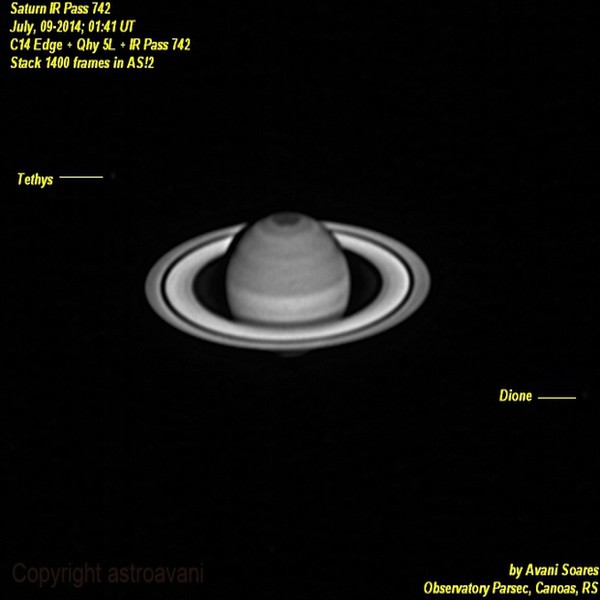 Saturn IR Pass 742
July, 09-2014; 01:41 UT
C14 Edge + Qhy 5L + IR Pass 742
Stack 1400 frames in AS!2
Tethys
Dione
Copyright astroavani
by Avani Soares
Observatory Parsec, Canoas, RS